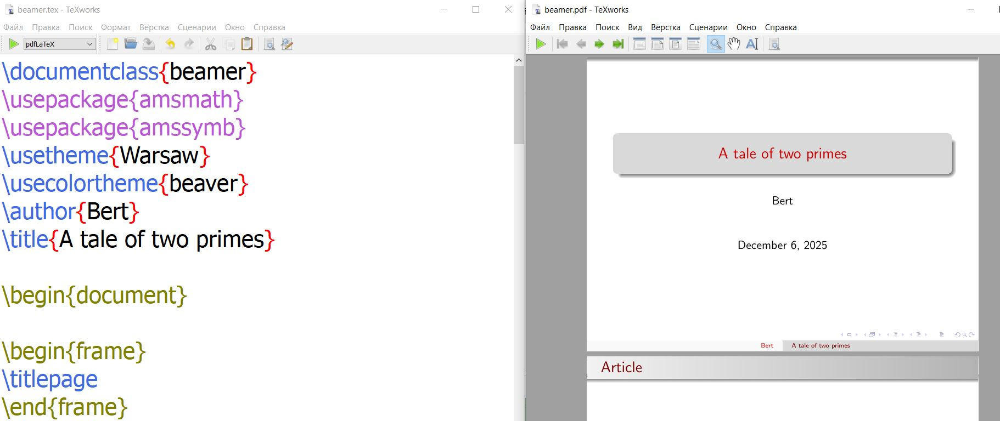 beamer.tex - TeXworks
Файл Правка Поиск Формат Вёрстка Сценарии Окно Справка
pdfLaTeX
\documentclass{beamer}
\usepackage{amsmath}
\usepackage{amssymb}
\usetheme{Warsaw}
\usecolortheme{beaver}
\author{Bert}
\title{A tale of two primes}
\begin{document}
\begin{frame}
\titlepage
\end{frame}
beamer.pdf - TeXworks
Файл Правка Поиск Вид Вёрстка Сценарии Окно Справка
A tale of two primes
Bert
December 6, 2025
Bert A tale of two primes
Article